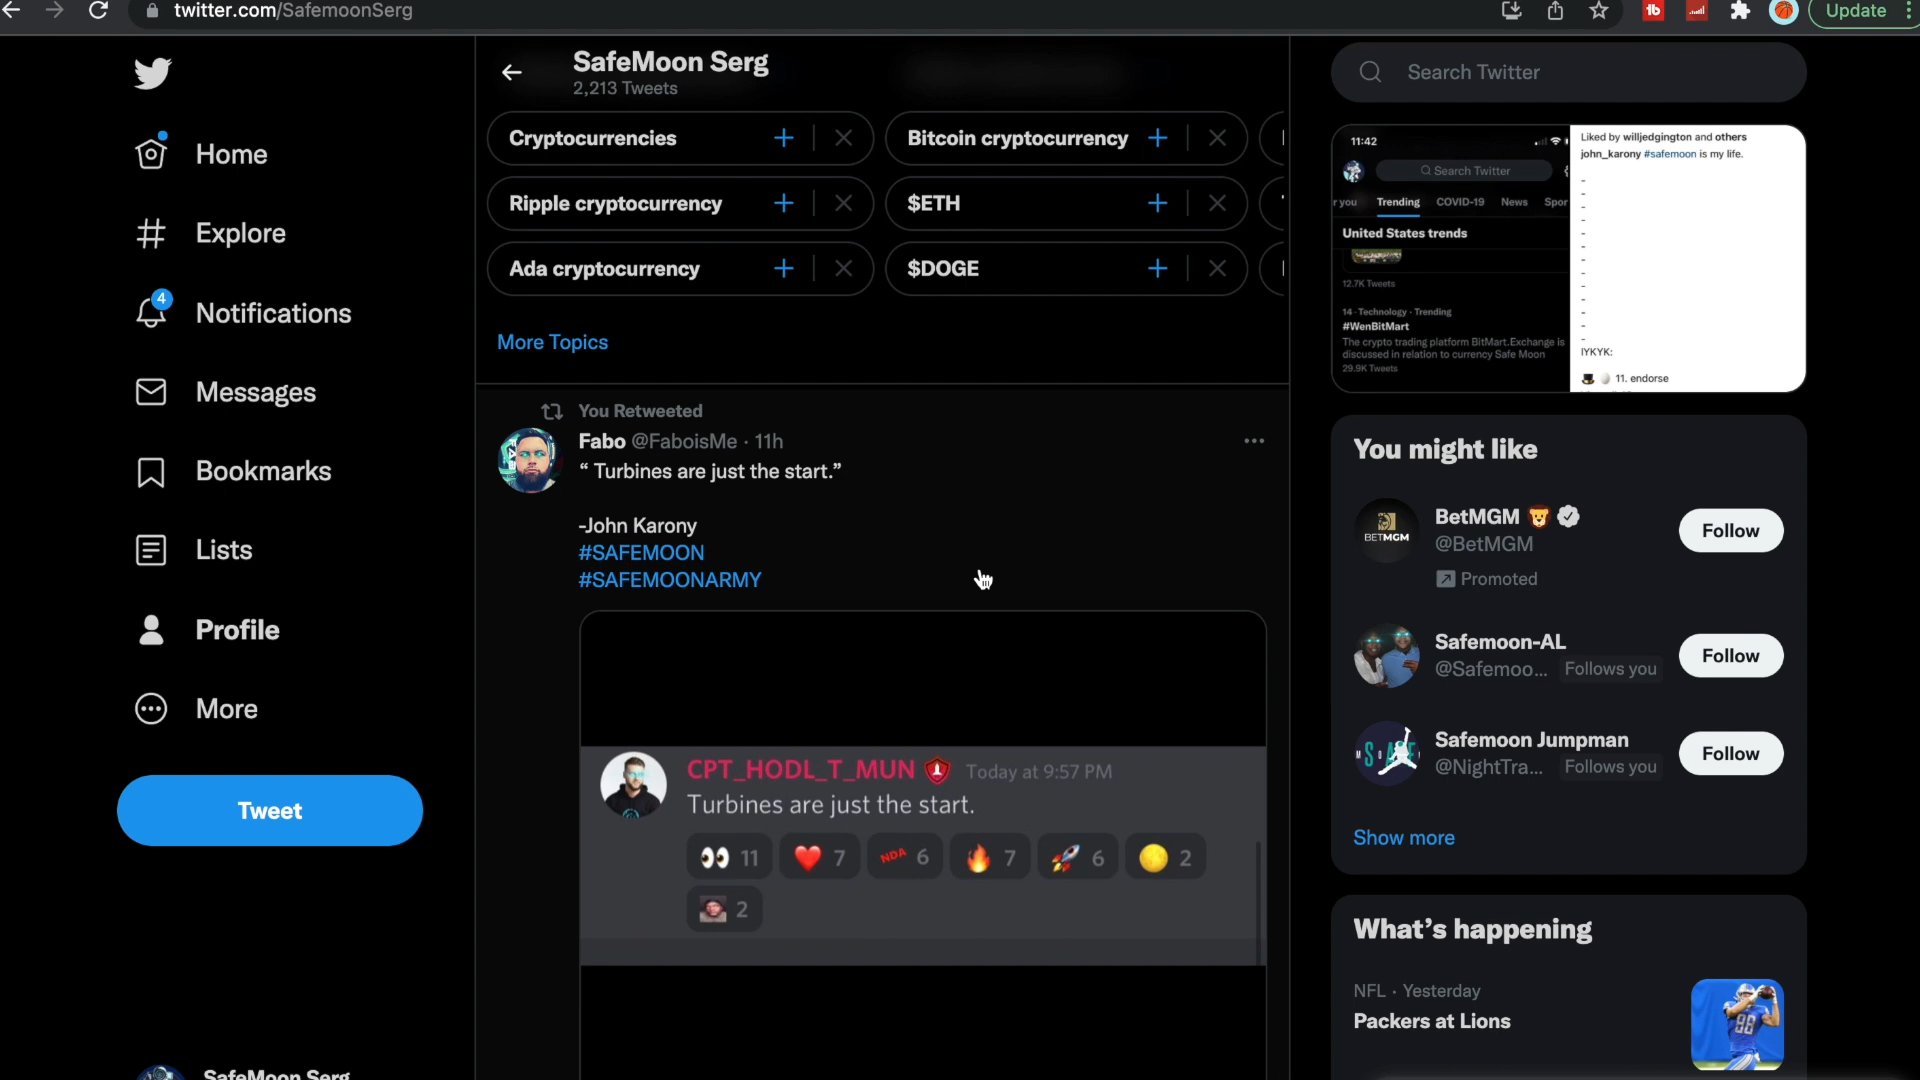 twitter.com/SafemoonSerg
Update
SafeMoon Serg
2,213 Tweets
Search Twitter
Home
Explore
4
Notifications
Messages
Bookmarks
Lists
Profile
More
Tweet
SafeMoon Serg
Cryptocurrencies
Bitcoin cryptocurrency
Ripple cryptocurrency
$ETH
Ada cryptocurrency
$DOGE
More Topics
You Retweeted
Fabo @FaboisMe · 11h
“ Turbines are just the start.”
-John Karony
#SAFEMOON
#SAFEMOONARMY
CPT_HODL_T_MUN Today at 9:57 PM
Turbines are just the start.
11 7 NDA 6 7 6 2
2
11:42
Search Twitter
r you Trending COVID-19 News Spor
United States trends
12.7K Tweets
14 · Technology · Trending
#WenBitMart
The crypto trading platform BitMart.Exchange is
discussed in relation to currency Safe Moon
29.9K Tweets
Liked by willjedgington and others
john_karony #safemoon is my life.
-
-
-
-
-
-
-
-
-
-
-
-
-
IYKYK:
11. endorse
You might like
BetMGM
@BetMGM
Promoted
Follow
BETMGM
Safemoon-AL
@Safemoo... Follows you
Follow
Safemoon Jumpman
@NightTra... Follows you
Follow
Show more
What’s happening
NFL · Yesterday
Packers at Lions